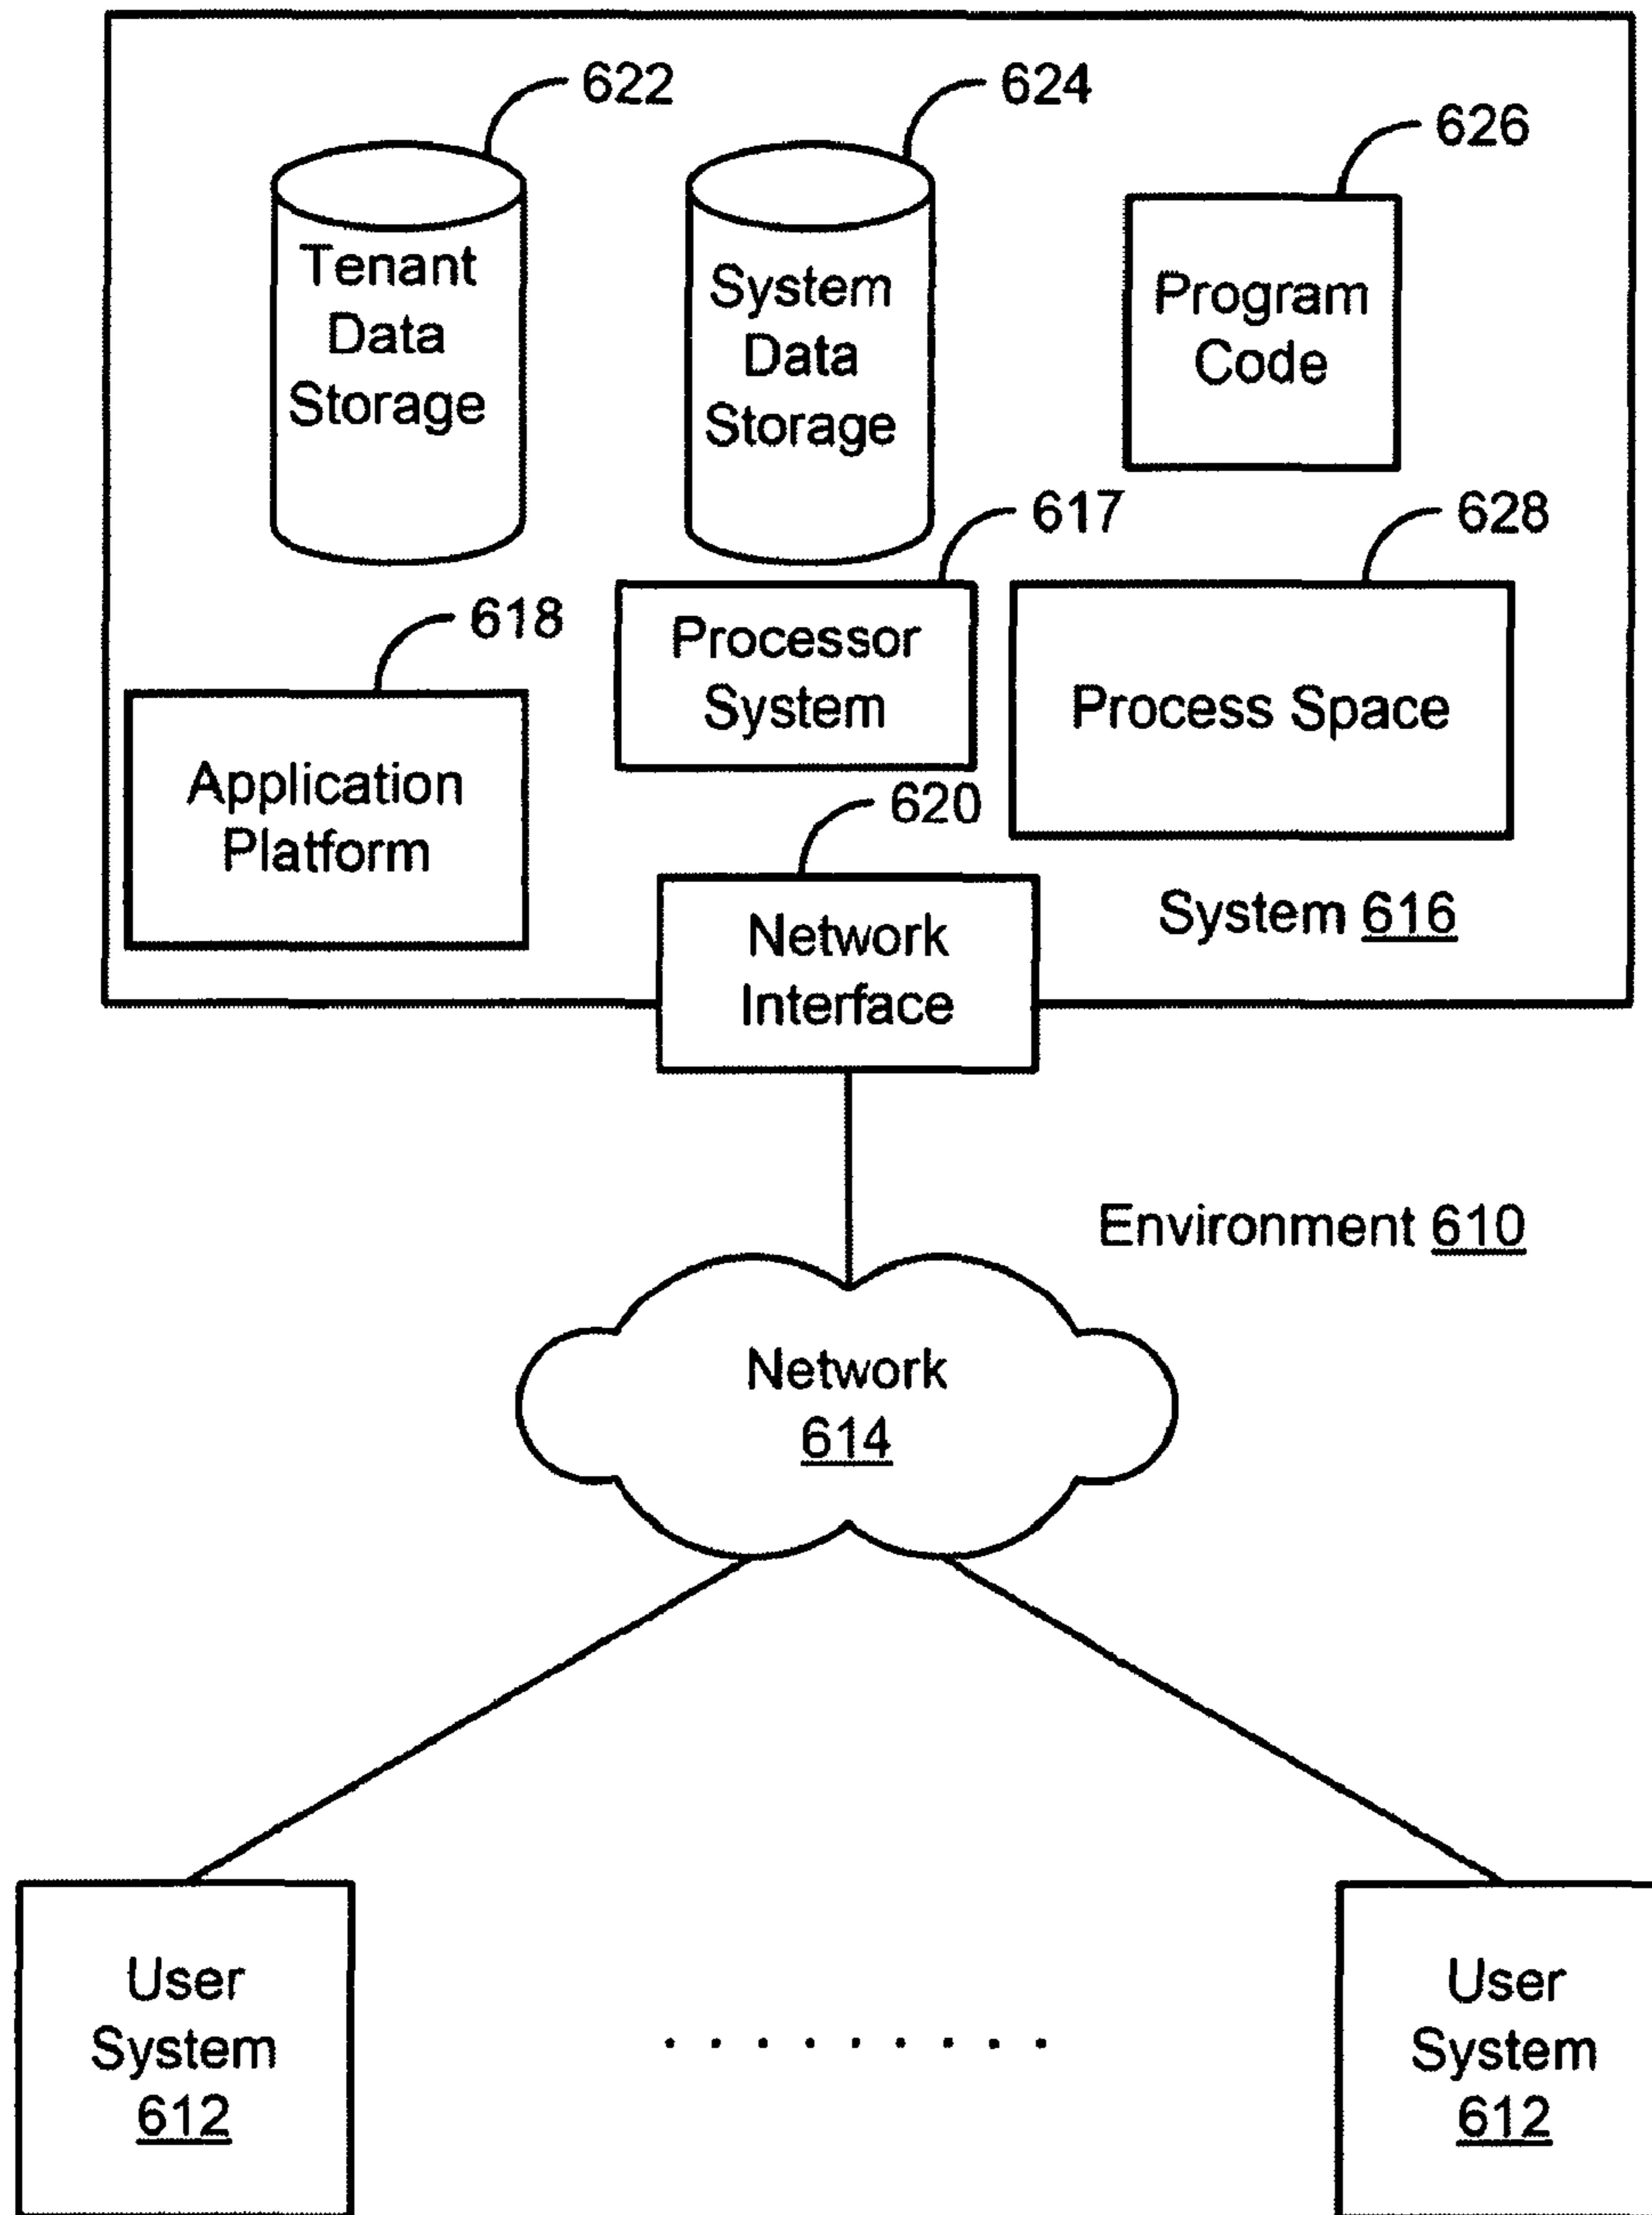 622
624
626
Tenant
Data
Storage
System
Data
Storage
Program
Code
617
628
618
Processor
System
Process Space
Application
Platform
620
Network
Interface
System 616
Environment 610
Network
614
User
System
612
User
System
612